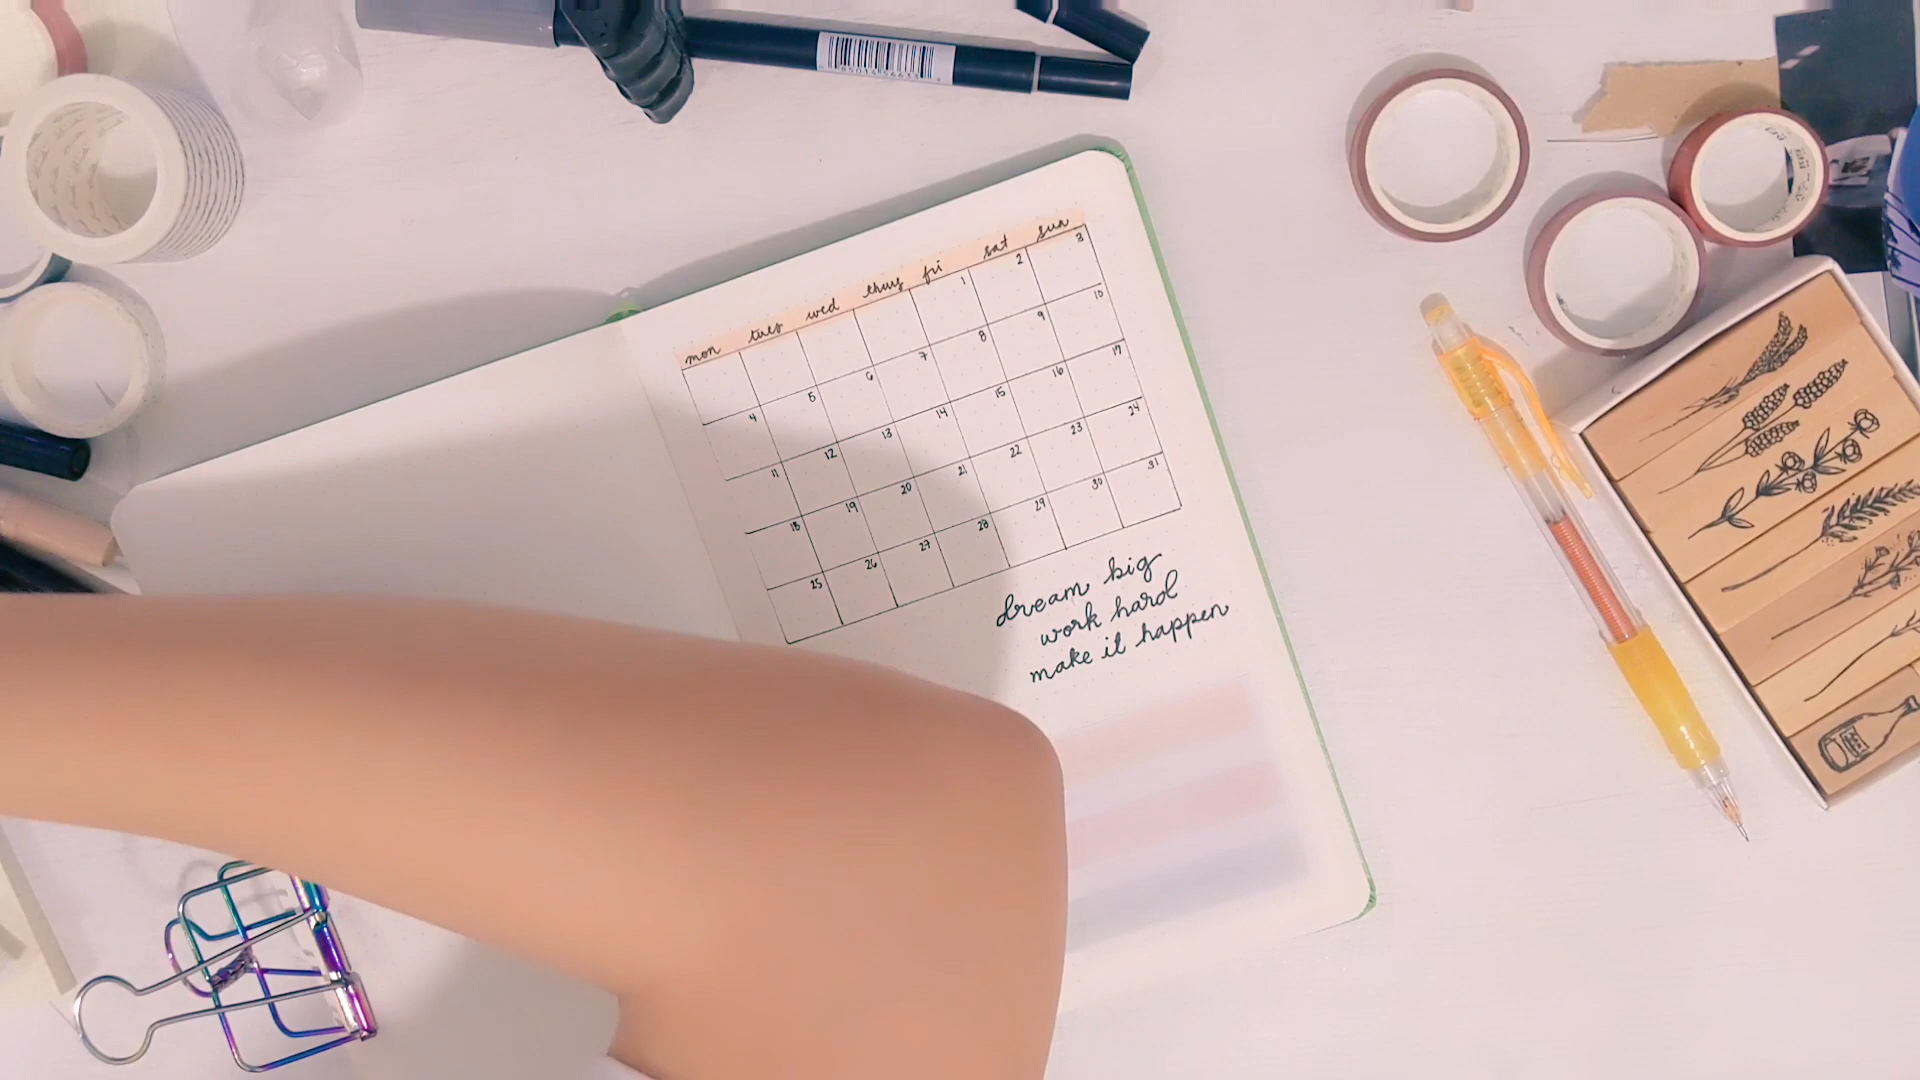 mon tues wed thurs fri sat sun
1 2 3
4 5 6 7 8 9 10
11 12 13 14 15 16 17
18 19 20 21 22 23 24
25 26 27 28 29 30 31
dream big
work hard
make it happen